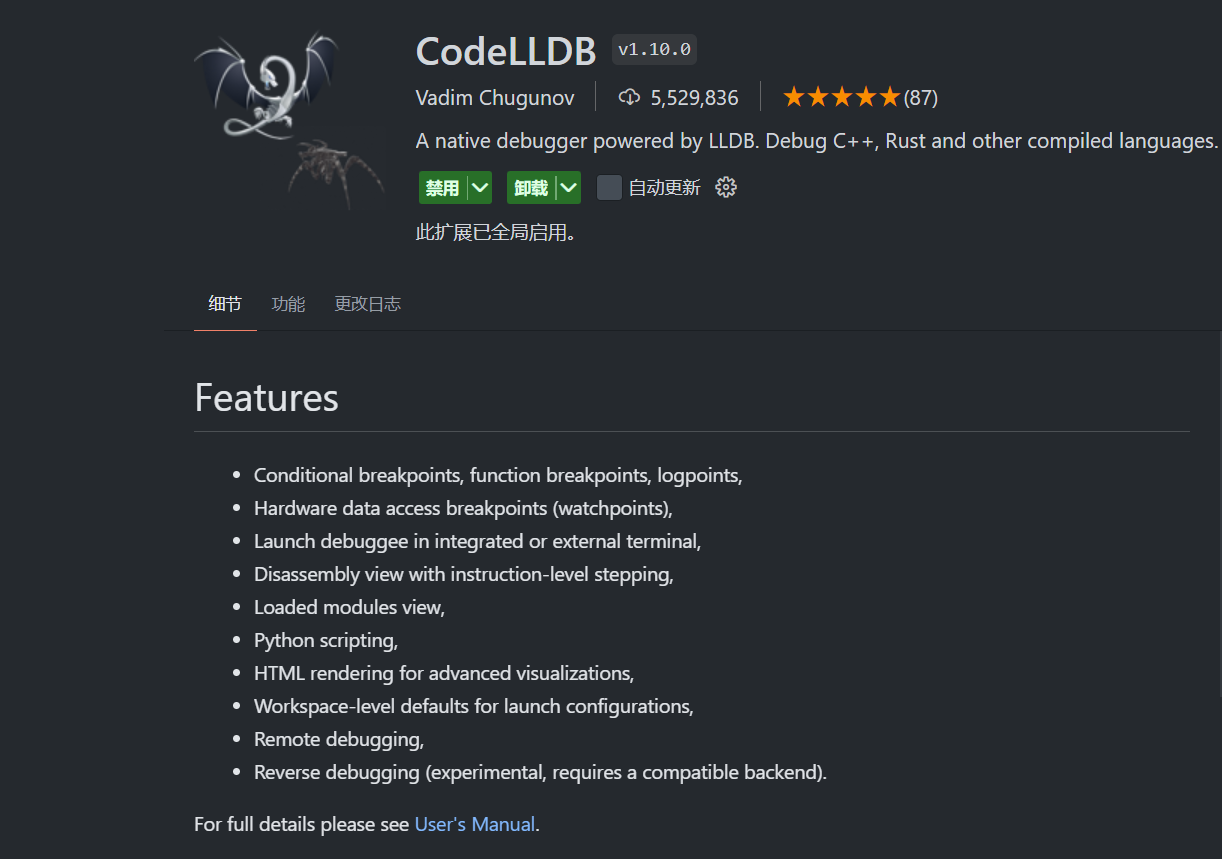 CodeLLDB v1.10.0
Vadim Chugunov 5,529,836 (87)
A native debugger powered by LLDB. Debug C++, Rust and other compiled languages.
禁用 卸载 自动更新
此扩展已全局启用。
细节 功能 更改日志
Features
Conditional breakpoints, function breakpoints, logpoints,
Hardware data access breakpoints (watchpoints),
Launch debuggee in integrated or external terminal,
Disassembly view with instruction-level stepping,
Loaded modules view,
Python scripting,
HTML rendering for advanced visualizations,
Workspace-level defaults for launch configurations,
Remote debugging,
Reverse debugging (experimental, requires a compatible backend).
For full details please see User's Manual.